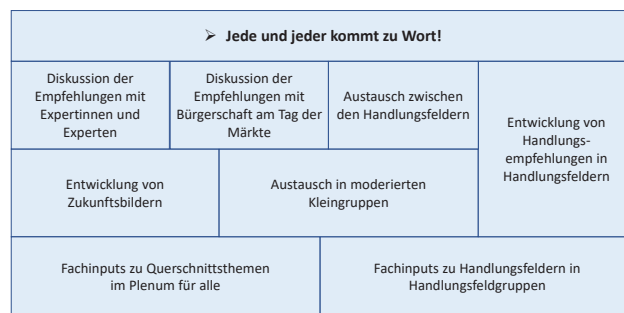 ➢ Jede und jeder kommt zu Wort!
Diskussion der
Empfehlungen mit
Expertinnen und
Experten
Diskussion der
Empfehlungen mit
Bürgerschaft am Tag der
Märkte
Austausch zwischen
den Handlungsfeldern
Entwicklung von
Handlungs-
empfehlungen in
Handlungsfeldern
Entwicklung von
Zukunftsbildern
Austausch in moderierten
Kleingruppen
Fachinputs zu Querschnittsthemen
im Plenum für alle
Fachinputs zu Handlungsfeldern in
Handlungsfeldgruppen